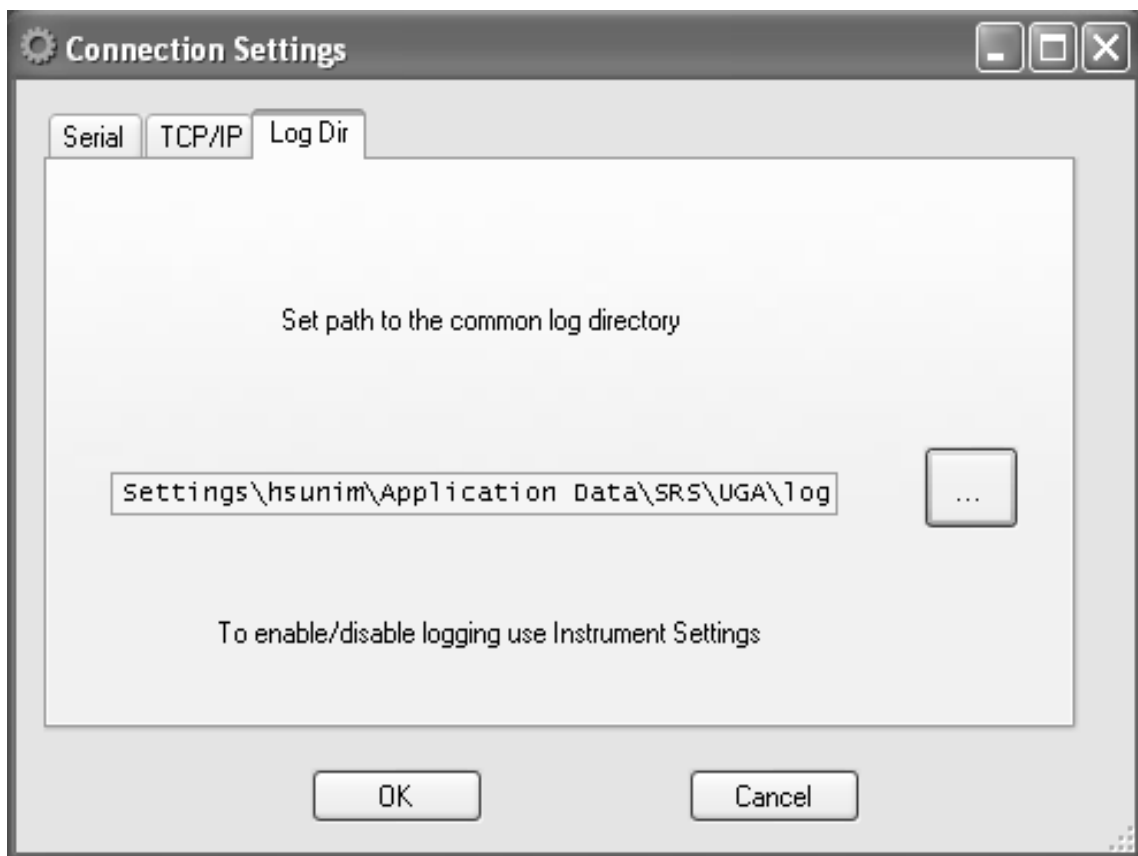 Connection Settings
Serial TCP/IP Log Dir
Set path to the common log directory
Settings\hsunim\Application Data\SRS\UGA\log
...
To enable/disable logging use Instrument Settings
OK Cancel